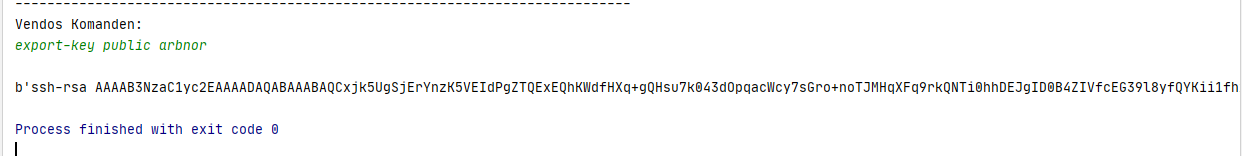 --------------------------------------------------------------------------------
Vendos Komanden:
export-key public arbnor
b'ssh-rsa AAAAB3NzaC1yc2EAAAADAQABAAABAQCxjk5UgSjErYnzK5VEIdPgZTQExEQhKWdfHXq+gQHsu7k043dOpqacWcy7sGro+noTJMHqXFq9rkQNTi0hhDEJgID0B4ZIVfcEG39l8yfQYKii1fh
Process finished with exit code 0